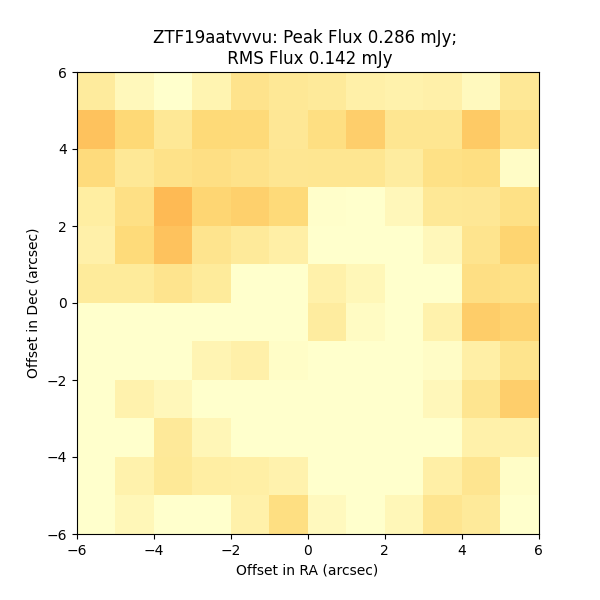 ZTF19aatvvvu: Peak Flux 0.286 mJy;
RMS Flux 0.142 mJy
6
4
2
0
−2
−4
−6
Offset in Dec (arcsec)
−6 −4 −2 0 2 4 6
Offset in RA (arcsec)